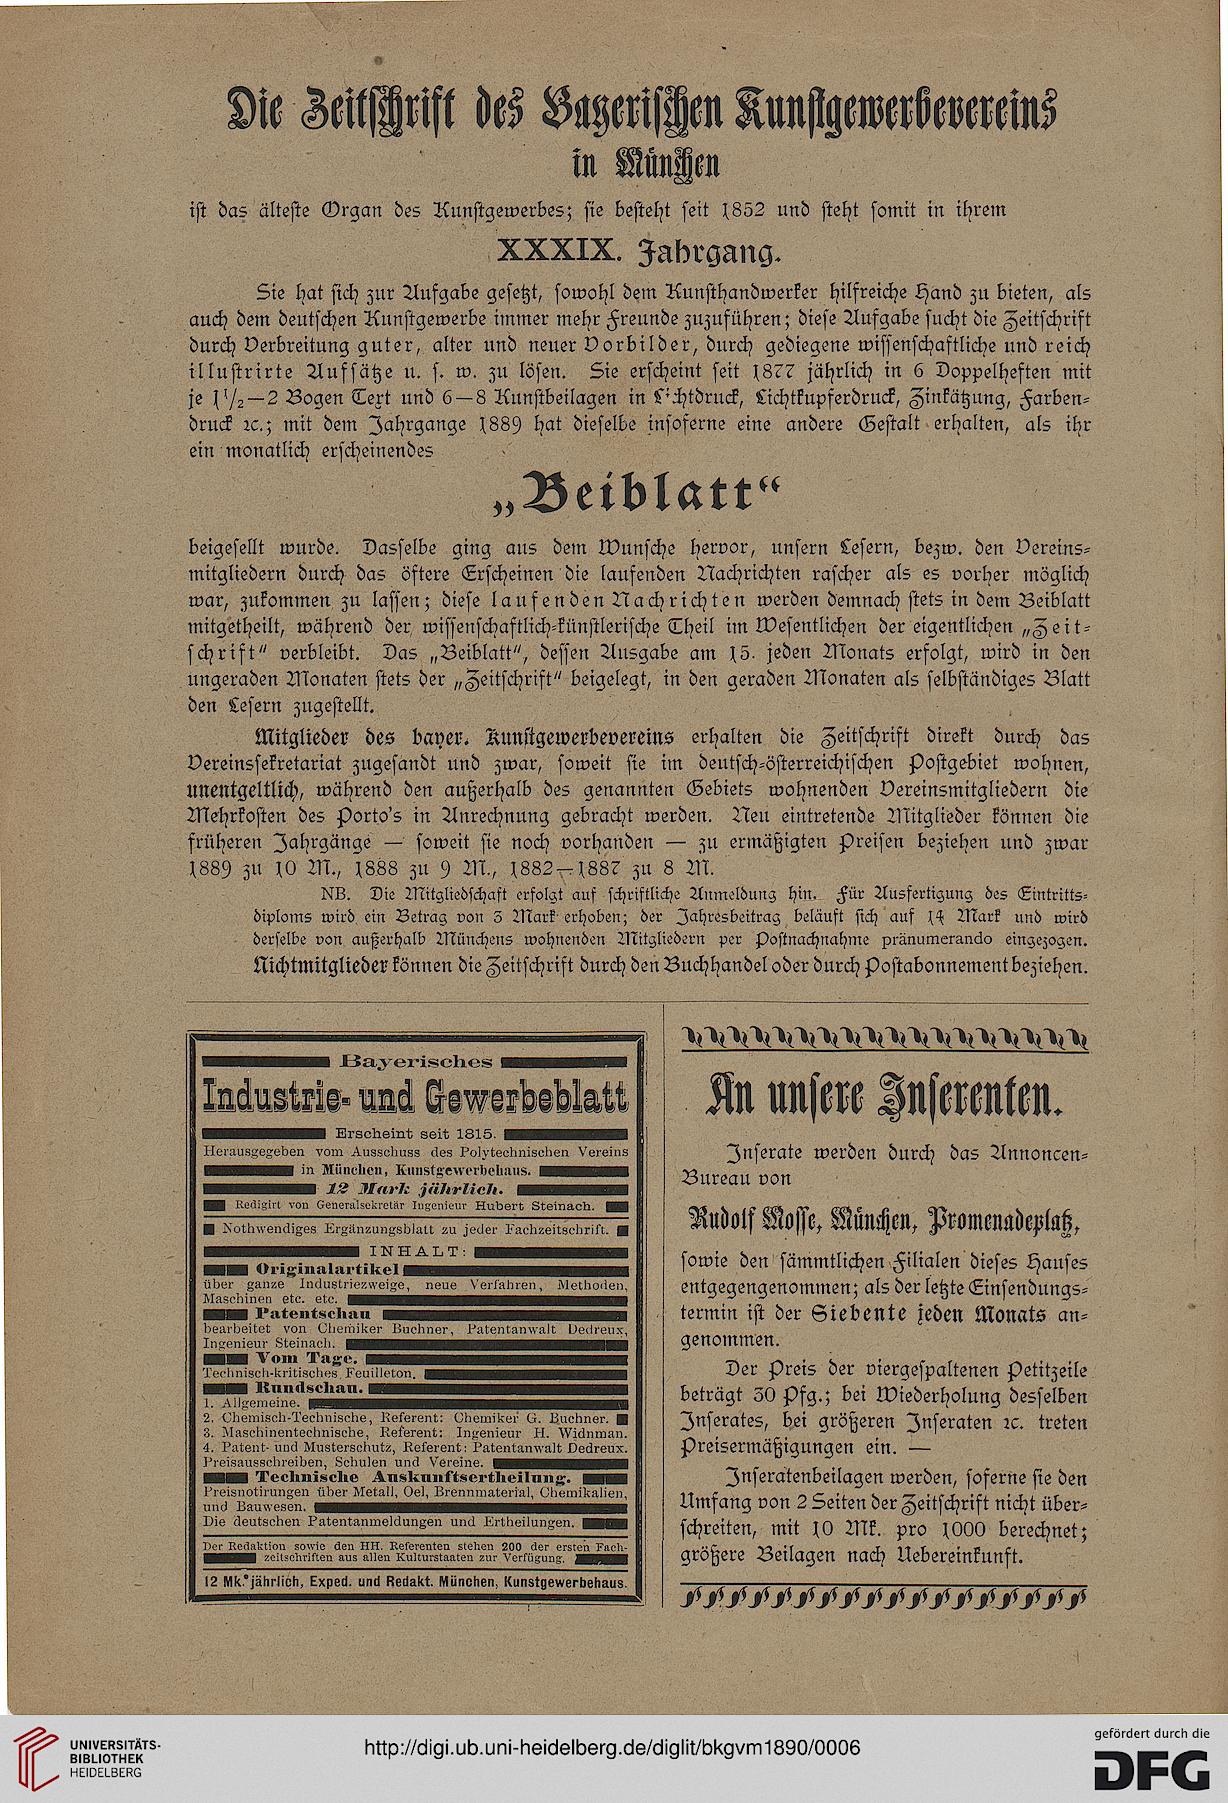 Die Zeitschrift des Bayerischen Kunstgewerbevereins
in München
ist das älteste Organ des Kunstgewerbes; sie besteht seit 1852 und steht somit in ihrem
XXXIX. Jahrgang.
Sie hat sich zur Aufgabe gesetzt, sowohl dem Kunsthandwerker hilfreiche Hand zu bieten, als
auch dem deutschen Kunstgewerbe immer mehr Freunde zuzuführen; diese Aufgabe sucht die Zeitschrift
durch Verbreitung guter, alter und neuer Vorbilder, durch gediegene wissenschaftliche und reich
illustrirte Aufsätze u. s. w. zu lösen. Sie erscheint seit 1877 jährlich in 6 Doppelheften mit
je 1½—2 Bogen Text und 6—8 Kunstbeilagen in Lichtdruck, Lichtkupferdruck, Zinkätzung, Farben-
druck ꝛc.; mit dem Jahrgange 1889 hat dieselbe insoferne eine andere Gestalt erhalten, als ihr
ein monatlich erscheinendes
„Beiblatt“
beigesellt wurde. Dasselbe ging aus dem Wunsche hervor, unsern Lesern, bezw. den Vereins-
mitgliedern durch das öftere Erscheinen die laufenden Nachrichten rascher als es vorher möglich
war, zukommen zu lassen; diese laufenden Nachrichten werden demnach stets in dem Beiblatt
mitgetheilt, während der wissenschaftlich-künstlerische Theil im Wesentlichen der eigentlichen „Zeit-
schrift“ verbleibt. Das „Beiblatt“, dessen Ausgabe am 15. jeden Monats erfolgt, wird in den
ungeraden Monaten stets der „Zeitschrift“ beigelegt, in den geraden Monaten als selbständiges Blatt
den Lesern zugestellt.
Mitglieder des bayer. Kunstgewerbevereins erhalten die Zeitschrift direkt durch das
Vereinssekretariat zugesandt und zwar, soweit sie im deutsch-österreichischen Postgebiet wohnen,
unentgeltlich, während den außerhalb des genannten Gebiets wohnenden Vereinsmitgliedern die
Mehrkosten des Porto's in Anrechnung gebracht werden. Neu eintretende Mitglieder können die
früheren Jahrgänge — soweit sie noch vorhanden — zu ermäßigten Preisen beziehen und zwar
1889 zu 10 M., 1888 zu 9 M., 1882—1887 zu 8 M.
NB. Die Mitgliedschaft erfolgt auf schriftliche Anmeldung hin. Für Ausfertigung des Eintritts-
diploms wird ein Betrag von 3 Mark erhoben; der Jahresbeitrag beläuft sich auf 14 Mark und wird
derselbe von außerhalb Münchens wohnenden Mitgliedern per Postnachnahme pränumerando eingezogen.
Nichtmitglieder können die Zeitschrift durch den Buchhandel oder durch Postabonnement beziehen.
Bayerisches
Industrie- und Gewerbeblatt
Erscheint seit 1815.
Herausgegeben vom Ausschuss des Polytechnischen Vereins
in München, Kunstgewerbehaus.
12 Mark jährlich.
Redigirt von Generalsekretär Ingenieur Hubert Steinach.
Nothwendiges Ergänzungsblatt zu jeder Fachzeitschrift.
INHALT:
Originalartikel
über ganze Industriezweige, neue Verfahren, Methoden,
Maschinen etc. etc.
Patentschau
bearbeitet von Chemiker Buchner, Patentanwalt Dedreux,
Ingenieur Steinach.
Vom Tage.
Technisch-kritisches Feuilleton.
Rundschau.
1. Allgemeine.
2. Chemisch-Technische, Referent: Chemiker G. Buchner.
3. Maschinentechnische, Referent: Ingenieur H. Widnman.
4. Patent- und Musterschutz, Referent: Patentanwalt Dedreux.
Preisausschreiben, Schulen und Vereine.
Technische Auskunftsertheilung.
Preisnotirungen über Metall, Oel, Brennmaterial, Chemikalien,
und Bauwesen.
Die deutschen Patentanmeldungen und Ertheilungen.
Der Redaktion sowie den HH. Referenten stehen 200 der ersten Fach-
zeitschriften aus allen Kulturstaaten zur Verfügung.
12 Mk. jährlich, Exped. und Redakt. München, Kunstgewerbehaus.
An unsere Inserenten.
Inserate werden durch das Annoncen-
Bureau von
Rudolf Mosse, München, Promenadeplatz,
sowie den sämmtlichen Filialen dieses Hauses
entgegengenommen; als der letzte Einsendungs-
termin ist der Siebente jeden Monats an-
genommen.
Der Preis der viergespaltenen Petitzeile
beträgt 30 Pfg.; bei Wiederholung desselben
Inserates, bei größeren Inseraten ꝛc. treten
Preisermäßigungen ein. —
Inseratenbeilagen werden, soferne sie den
Umfang von 2 Seiten der Zeitschrift nicht über-
schreiten, mit 10 Mk. pro 1000 berechnet;
größere Beilagen nach Uebereinkunft.
UNIVERSITÄTS-
BIBLIOTHEK
HEIDELBERG
http://digi.ub.uni-heidelberg.de/diglit/bkgvm1890/0006
gefördert durch die
DFG